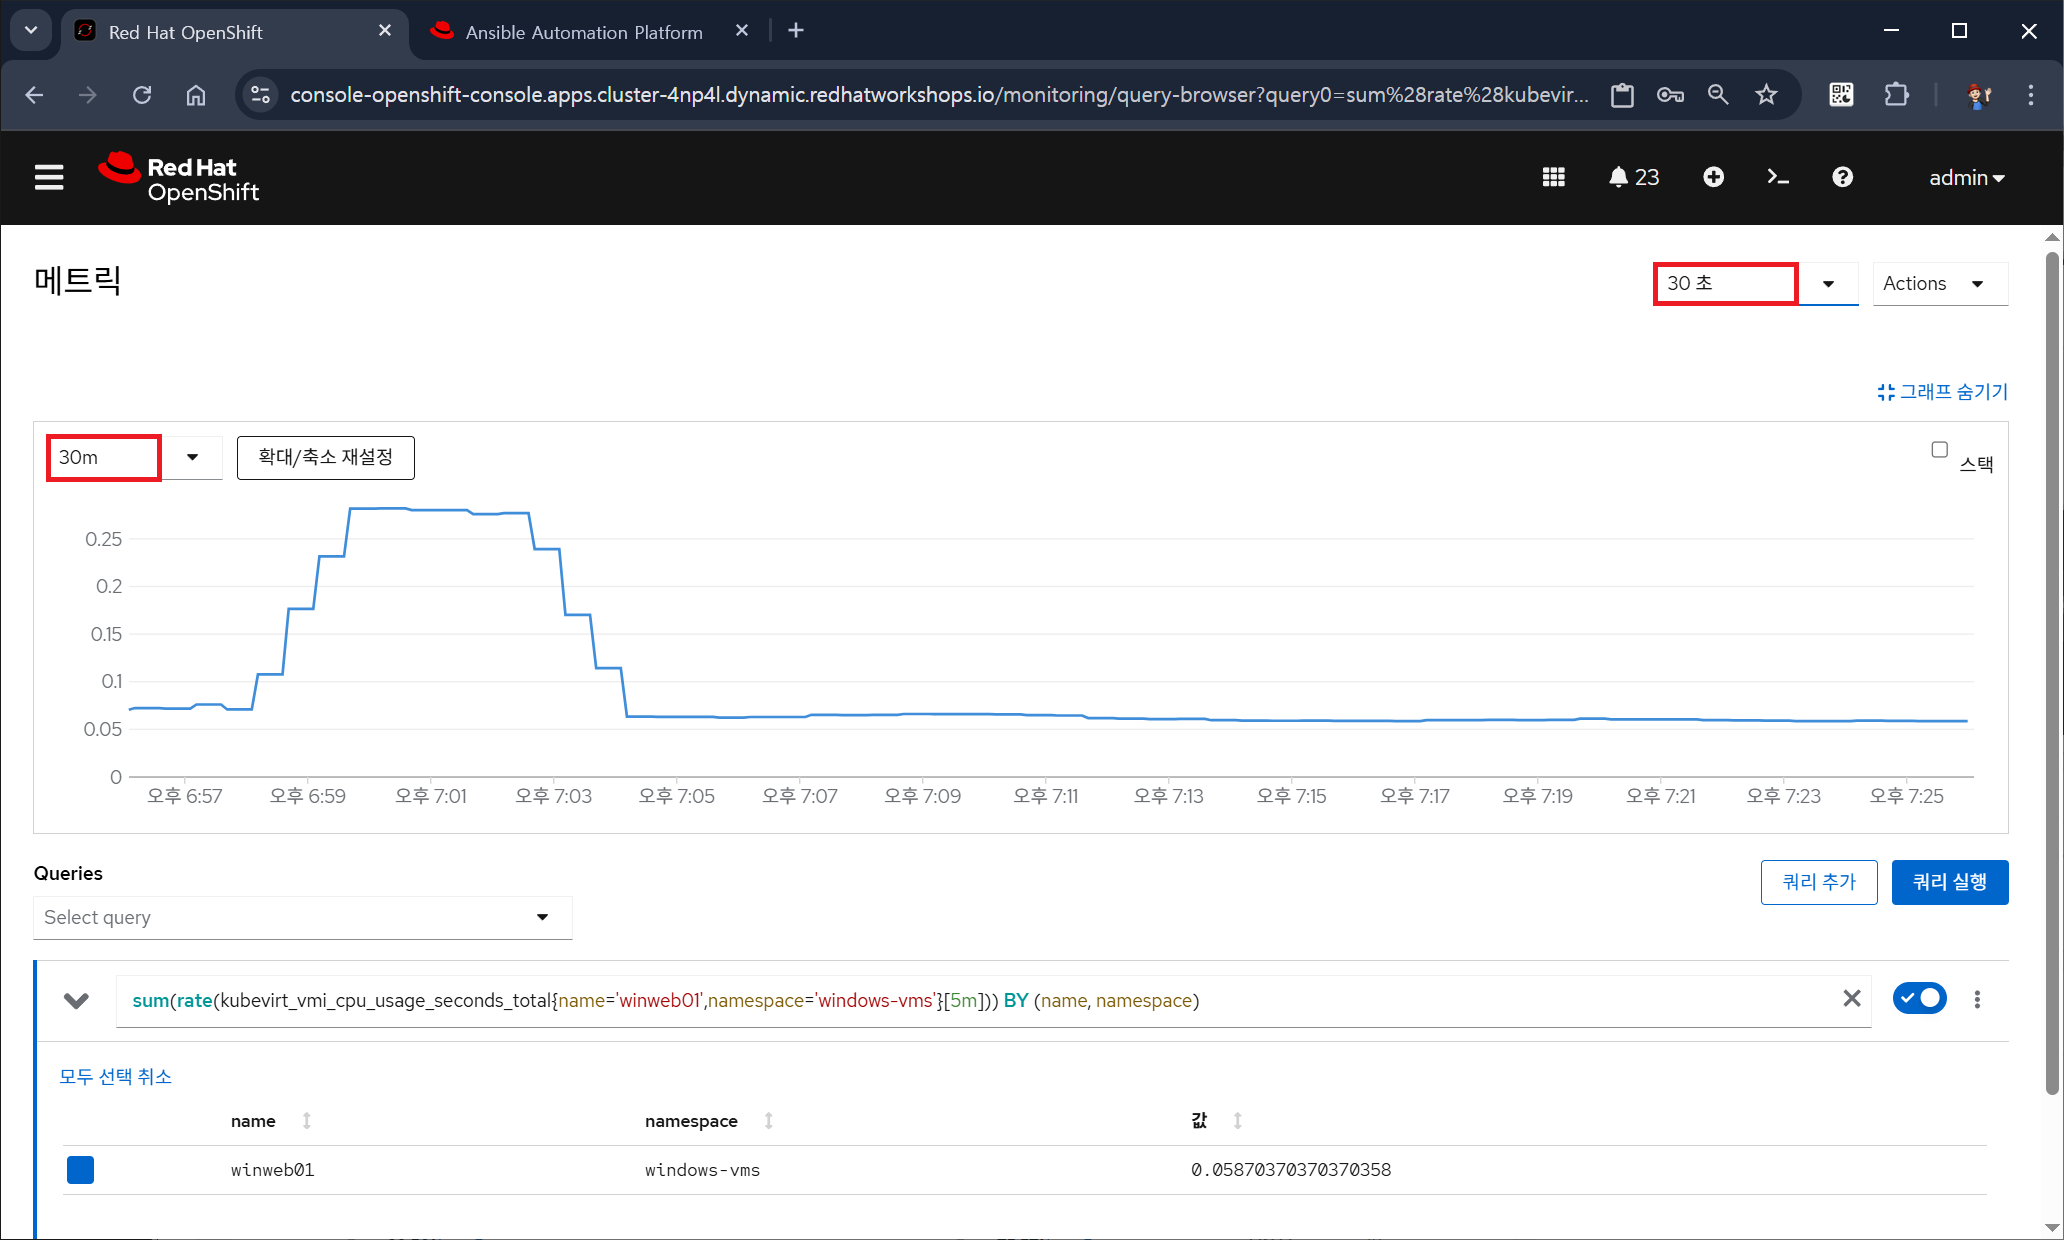 Red Hat OpenShift
Ansible Automation Platform
console-openshift-console.apps.cluster-4np4l.dynamic.redhatworkshops.io/monitoring/query-browser?query0=sum%28rate%28kubevir...
Red Hat
OpenShift
23
admin
메트릭
30 초
Actions
그래프 숨기기
30m
확대/축소 재설정
스택
0.25
0.2
0.15
0.1
0.05
0
오후 6:57 오후 6:59 오후 7:01 오후 7:03 오후 7:05 오후 7:07 오후 7:09 오후 7:11 오후 7:13 오후 7:15 오후 7:17 오후 7:19 오후 7:21 오후 7:23 오후 7:25
Queries
쿼리 추가
쿼리 실행
Select query
sum(rate(kubevirt_vmi_cpu_usage_seconds_total{name='winweb01',namespace='windows-vms'}[5m])) BY (name, namespace)
모두 선택 취소
name namespace 값
winweb01 windows-vms 0.05870370370370358